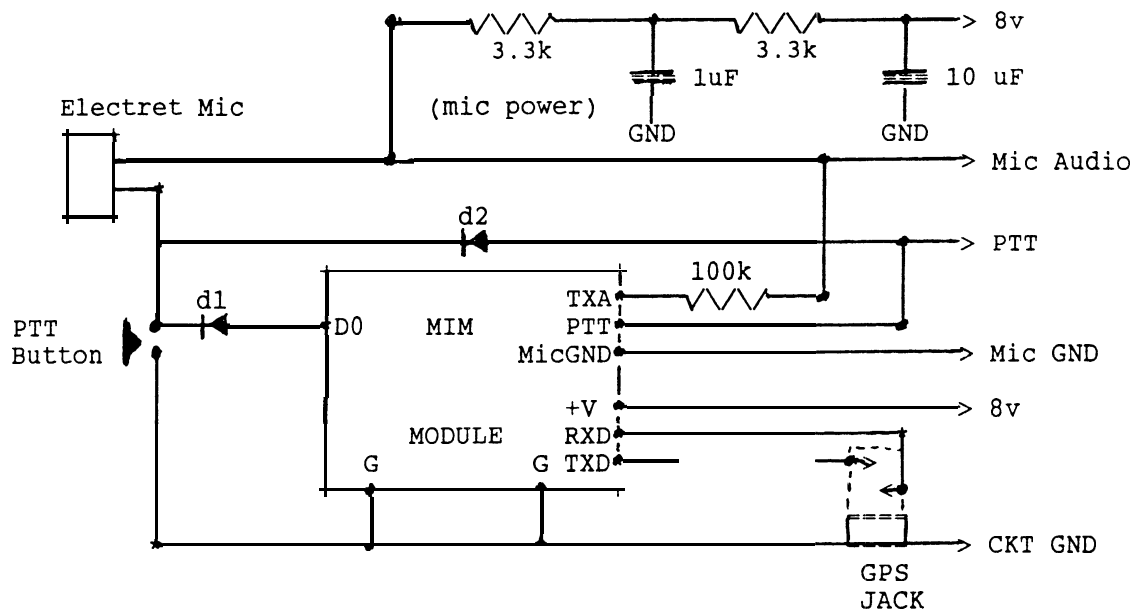 8v
3.3k
3.3k
1uF
10 uF
Electret Mic
(mic power)
GND
GND
Mic Audio
d2
PTT
100k
d1
TXA
PTT
Button
D0
MIM
PTT
MicGND
Mic GND
+V
8v
MODULE
RXD
G
G
TXD
CKT GND
GPS
JACK